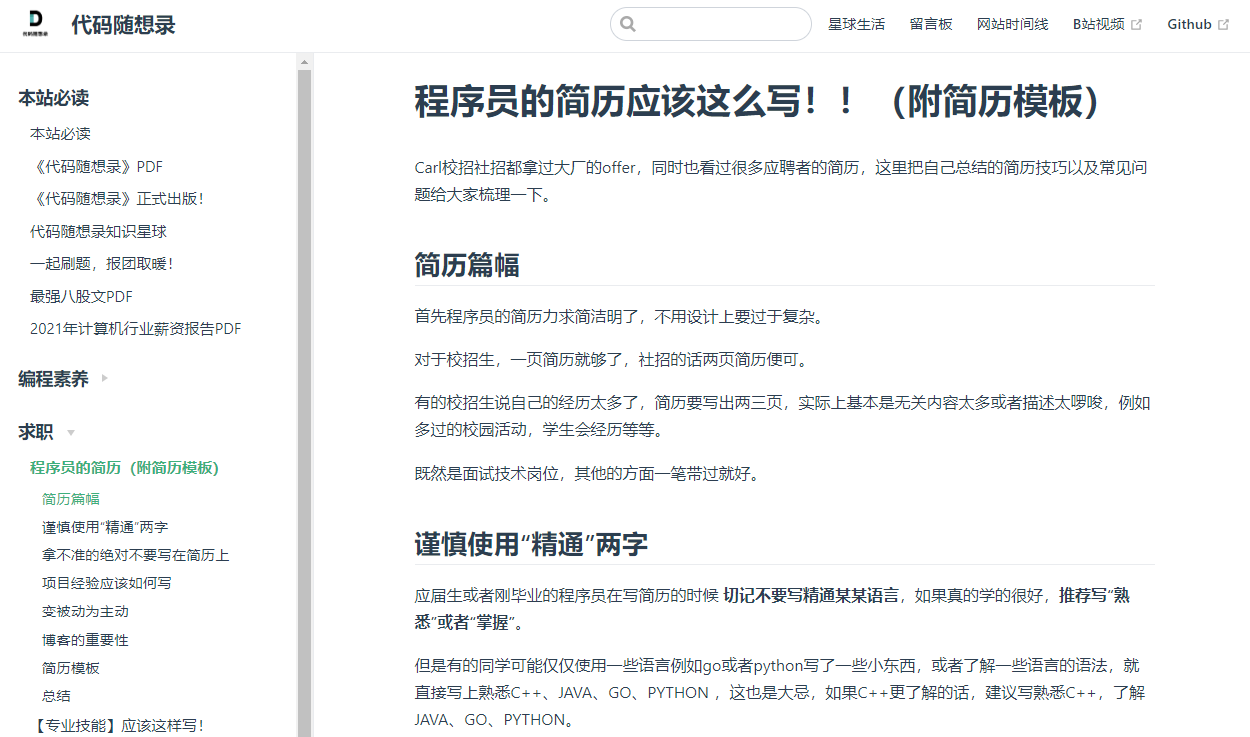 代码随想录
代码随想录
星球生活
留言板
网站时间线
B站视频
Github
本站必读
本站必读
《代码随想录》PDF
《代码随想录》正式出版！
代码随想录知识星球
一起刷题，报团取暖！
最强八股文PDF
2021年计算机行业薪资报告PDF
编程素养
求职
程序员的简历（附简历模板）
简历篇幅
谨慎使用“精通”两字
拿不准的绝对不要写在简历上
项目经验应该如何写
变被动为主动
博客的重要性
简历模板
总结
【专业技能】应该这样写！
程序员的简历应该这么写！！（附简历模板）
Carl校招社招都拿过大厂的offer，同时也看过很多应聘者的简历，这里把自己总结的简历技巧以及常见问
题给大家梳理一下。
简历篇幅
首先程序员的简历力求简洁明了，不用设计上要过于复杂。
对于校招生，一页简历就够了，社招的话两页简历便可。
有的校招生说自己的经历太多了，简历要写出两三页，实际上基本是无关内容太多或者描述太啰唆，例如
多过的校园活动，学生会经历等等。
既然是面试技术岗位，其他的方面一笔带过就好。
谨慎使用“精通”两字
应届生或者刚毕业的程序员在写简历的时候 切记不要写精通某某语言，如果真的学的很好，推荐写“熟
悉”或者“掌握”。
但是有的同学可能仅仅使用一些语言例如go或者python写了一些小东西，或者了解一些语言的语法，就
直接写上熟悉C++、JAVA、GO、PYTHON ，这也是大忌，如果C++更了解的话，建议写熟悉C++，了解
JAVA、GO、PYTHON。